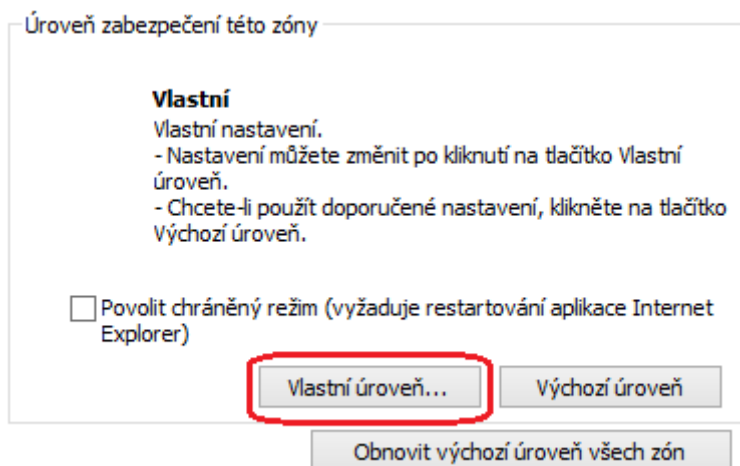 Úroveň zabezpečení této zóny
Vlastní
Vlastní nastavení.
- Nastavení můžete změnit po kliknutí na tlačítko Vlastní
úroveň.
- Chcete-li použít doporučené nastavení, klikněte na tlačítko
Výchozí úroveň.
Povolit chráněný režim (vyžaduje restartování aplikace Internet
Explorer)
Vlastní úroveň... Výchozí úroveň
Obnovit výchozí úroveň všech zón